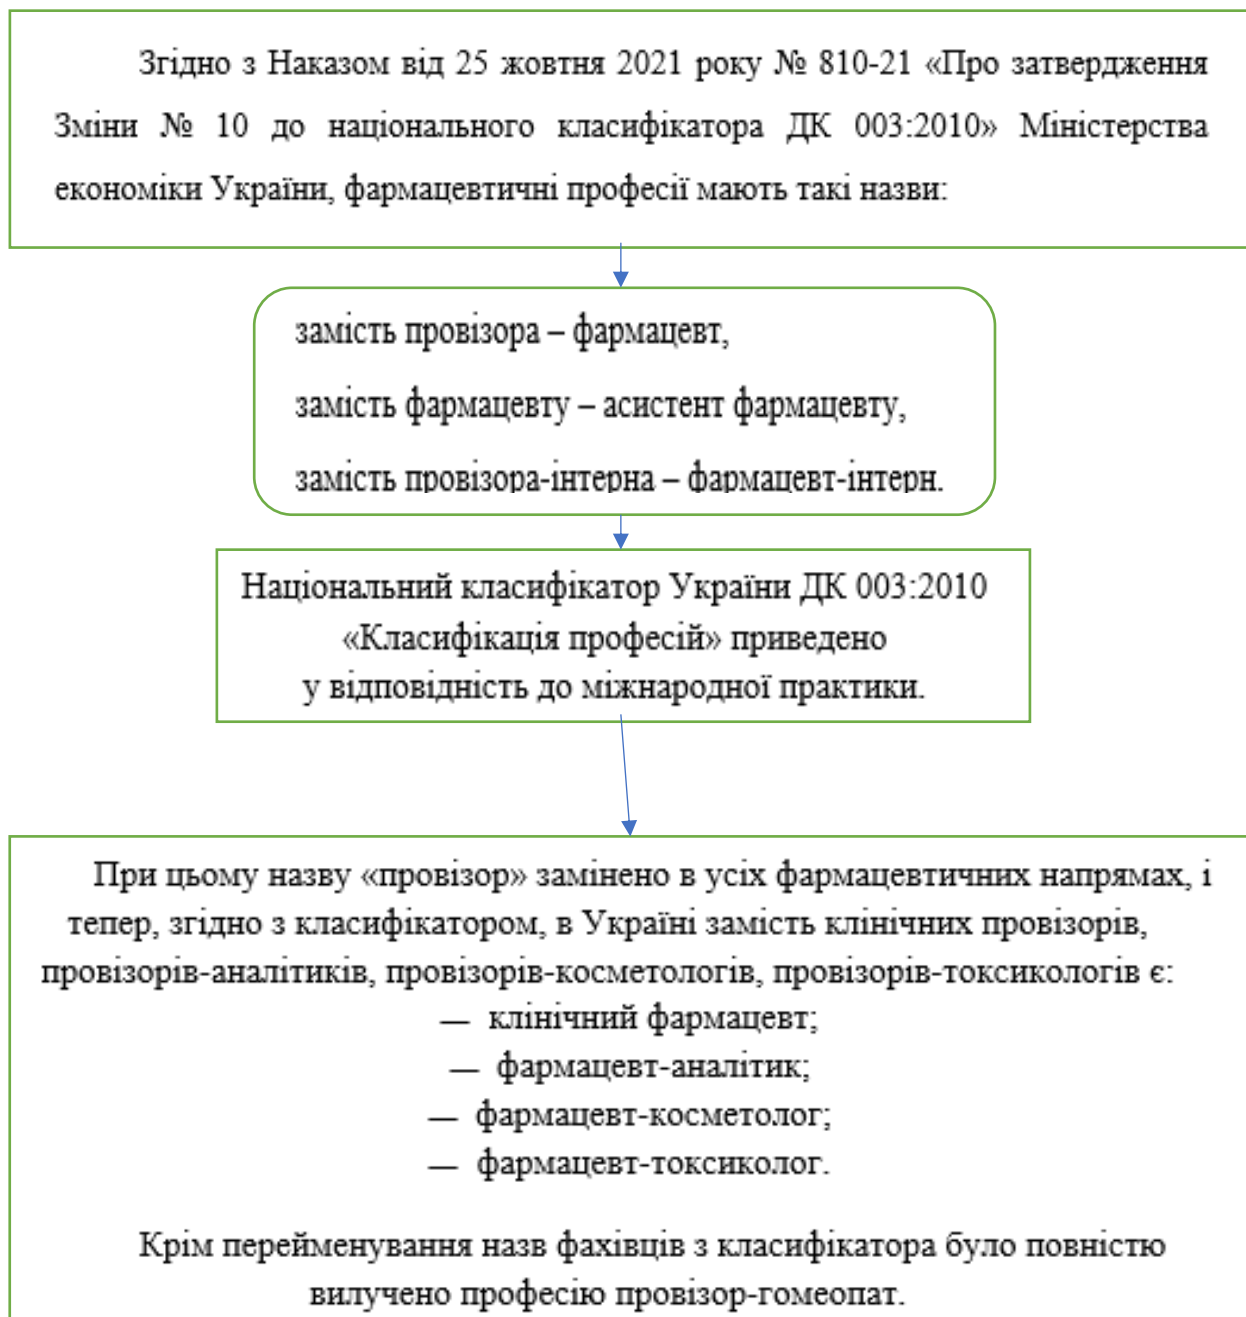 Згідно з Наказом від 25 жовтня 2021 року № 810-21 «Про затвердження
Зміни № 10 до національного класифікатора ДК 003:2010» Міністерства
економіки України, фармацевтичні професії мають такі назви:
замість провізора – фармацевт,
замість фармацевту – асистент фармацевту,
замість провізора-інтерна – фармацевт-інтерн.
Національний класифікатор України ДК 003:2010
«Класифікація професій» приведено
у відповідність до міжнародної практики.
При цьому назву «провізор» замінено в усіх фармацевтичних напрямах, і
тепер, згідно з класифікатором, в Україні замість клінічних провізорів,
провізорів-аналітиків, провізорів-косметологів, провізорів-токсикологів є:
— клінічний фармацевт;
— фармацевт-аналітик;
— фармацевт-косметолог;
— фармацевт-токсиколог.
Крім перейменування назв фахівців з класифікатора було повністю
вилучено професію провізор-гомеопат.